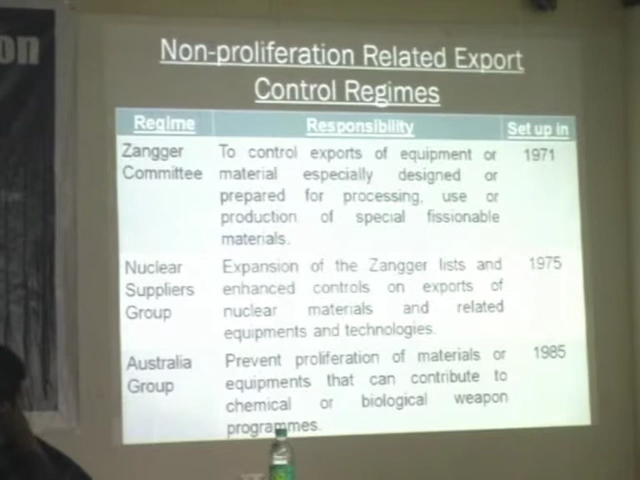 on
Non-proliferation Related Export
Control Regimes
Regime Responsibility Set up in
Zangger To control exports of equipment or 1971
Committee material especially designed or
prepared for processing, use or
production of special fissionable
materials.
Nuclear Expansion of the Zangger lists and 1975
Suppliers enhanced controls on exports of
Group nuclear materials and related
equipments and technologies.
Australia Prevent proliferation of materials or 1985
Group equipments that can contribute to
chemical or biological weapon
programmes.